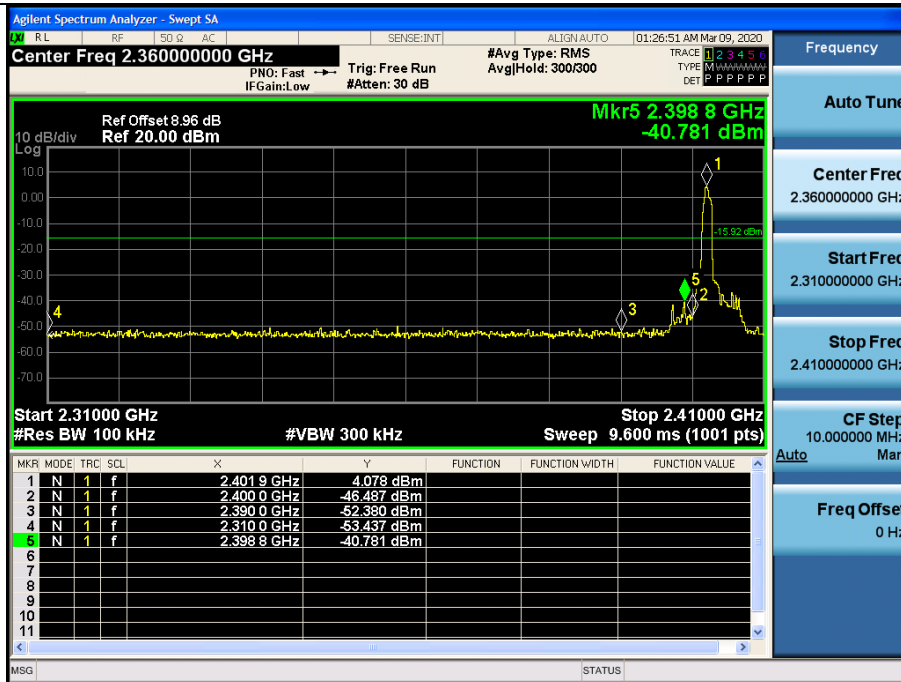 Agilent Spectrum Analyzer - Swept SA
LXI RL RF 50 Ω AC SENSE:INT ALIGN AUTO 01:26:51 AM Mar 09, 2020
Center Freq 2.360000000 GHz
#Avg Type: RMS
TRACE 1 2 3 4 5 6
PNO: Fast Trig: Free Run Avg|Hold: 300/300
TYPE M W W W W W
IFGain:Low #Atten: 30 dB
DET P P P P P P
Mkr5 2.398 8 GHz
-40.781 dBm
Ref Offset 8.96 dB
10 dB/div Ref 20.00 dBm
Log
10.0
0.00
-10.0
-20.0
-30.0
-40.0
-50.0
-60.0
-70.0
1
-15.92 dBm
5
2
3
4
Start 2.31000 GHz Stop 2.41000 GHz
#Res BW 100 kHz #VBW 300 kHz Sweep 9.600 ms (1001 pts)
MKR MODE TRC SCL X Y FUNCTION FUNCTION WIDTH FUNCTION VALUE
1 N 1 f 2.401 9 GHz 4.078 dBm
2 N 1 f 2.400 0 GHz -46.487 dBm
3 N 1 f 2.390 0 GHz -52.380 dBm
4 N 1 f 2.310 0 GHz -53.437 dBm
5 N 1 f 2.398 8 GHz -40.781 dBm
6
7
8
9
10
11
MSG STATUS
Frequency
Auto Tune
Center Freq
2.360000000 GHz
Start Freq
2.310000000 GHz
Stop Freq
2.410000000 GHz
CF Step
10.000000 MHz
Auto Man
Freq Offset
0 Hz